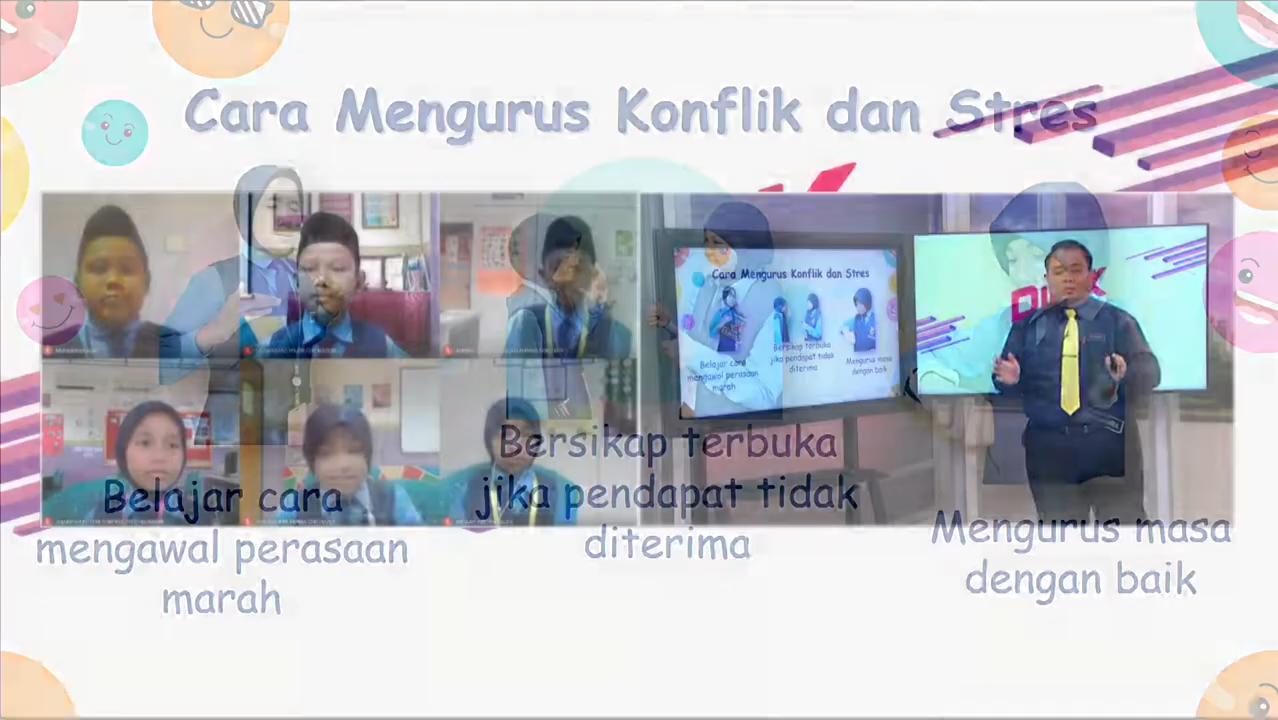 Cara Mengurus Konflik dan Stres
Cara Mengurus Konflik dan Stres
Belajar cara
mengawal perasaan
marah
Bersikap terbuka
jika pendapat tidak
diterima
Mengurus masa
dengan baik
Belajar cara
mengawal perasaan
marah
Bersikap terbuka
jika pendapat tidak
diterima
Mengurus masa
dengan baik